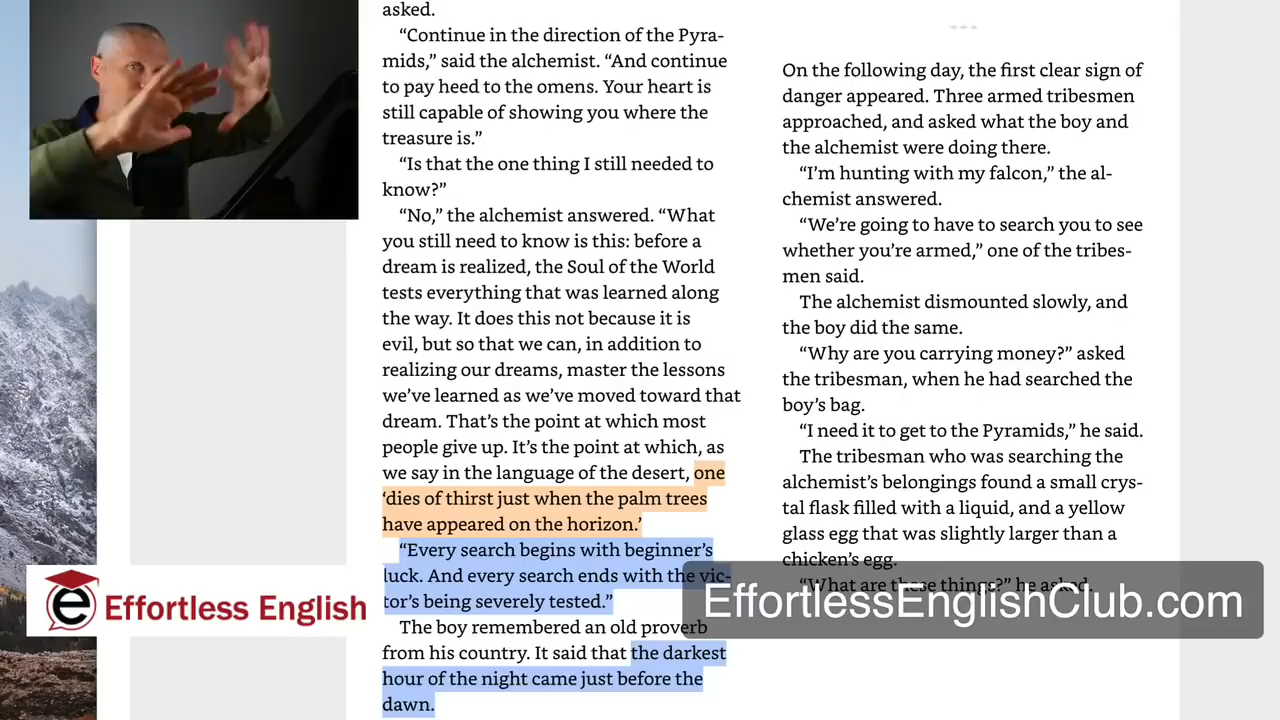 asked.
“Continue in the direction of the Pyra-
mids,” said the alchemist. “And continue
to pay heed to the omens. Your heart is
still capable of showing you where the
treasure is.”
“Is that the one thing I still needed to
know?”
“No,” the alchemist answered. “What
you still need to know is this: before a
dream is realized, the Soul of the World
tests everything that was learned along
the way. It does this not because it is
evil, but so that we can, in addition to
realizing our dreams, master the lessons
we’ve learned as we’ve moved toward that
dream. That’s the point at which most
people give up. It’s the point at which, as
we say in the language of the desert, one
‘dies of thirst just when the palm trees
have appeared on the horizon.’
“Every search begins with beginner’s
luck. And every search ends with the vic-
tor’s being severely tested.”
The boy remembered an old proverb
from his country. It said that the darkest
hour of the night came just before the
dawn.
On the following day, the first clear sign of
danger appeared. Three armed tribesmen
approached, and asked what the boy and
the alchemist were doing there.
“I’m hunting with my falcon,” the al-
chemist answered.
“We’re going to have to search you to see
whether you’re armed,” one of the tribes-
men said.
The alchemist dismounted slowly, and
the boy did the same.
“Why are you carrying money?” asked
the tribesman, when he had searched the
boy’s bag.
“I need it to get to the Pyramids,” he said.
The tribesman who was searching the
alchemist’s belongings found a small crys-
tal flask filled with a liquid, and a yellow
glass egg that was slightly larger than a
chicken’s egg.
“What are these things?” he asked.
e Effortless English
EffortlessEnglishClub.com